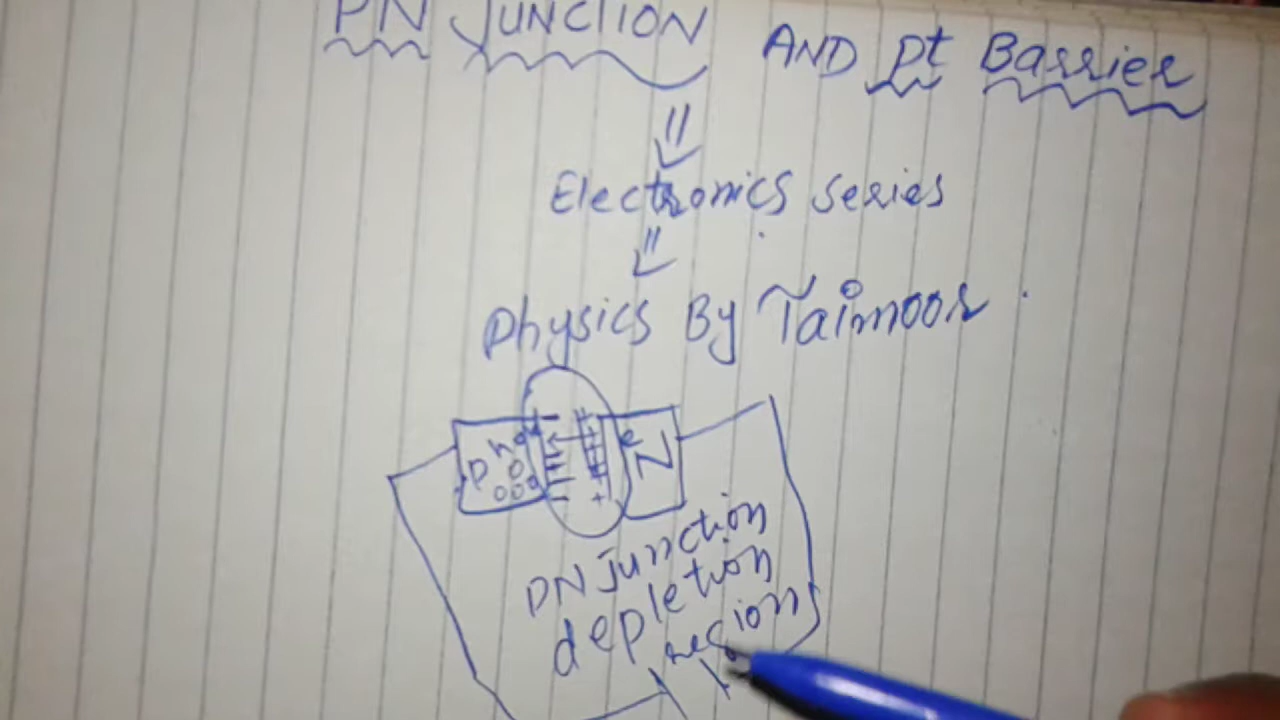 PN JUNCTION AND Pt Barrier
Electronics series
Physics By Taimoor
P
e N
PN junction
depletion
region